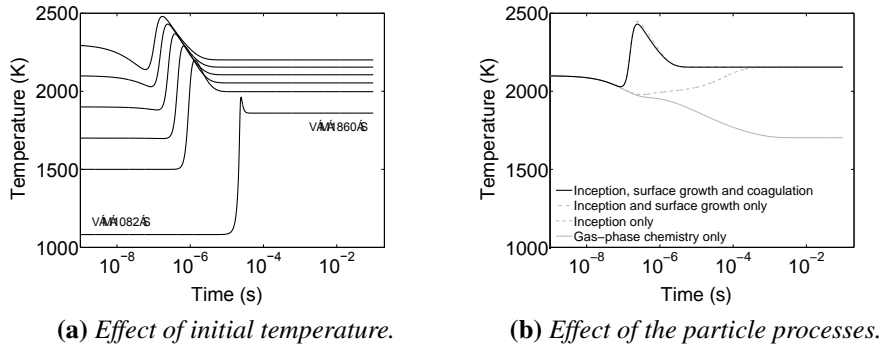 2500
2000
1500
1000
Temperature (K)
10⁻⁸ 10⁻⁶ 10⁻⁴ 10⁻²
Time (s)
(a) Effect of initial temperature.
2500
2000
1500
1000
Temperature (K)
Inception, surface growth and coagulation
Inception and surface growth only
Inception only
Gas−phase chemistry only
10⁻⁸ 10⁻⁶ 10⁻⁴ 10⁻²
Time (s)
(b) Effect of the particle processes.